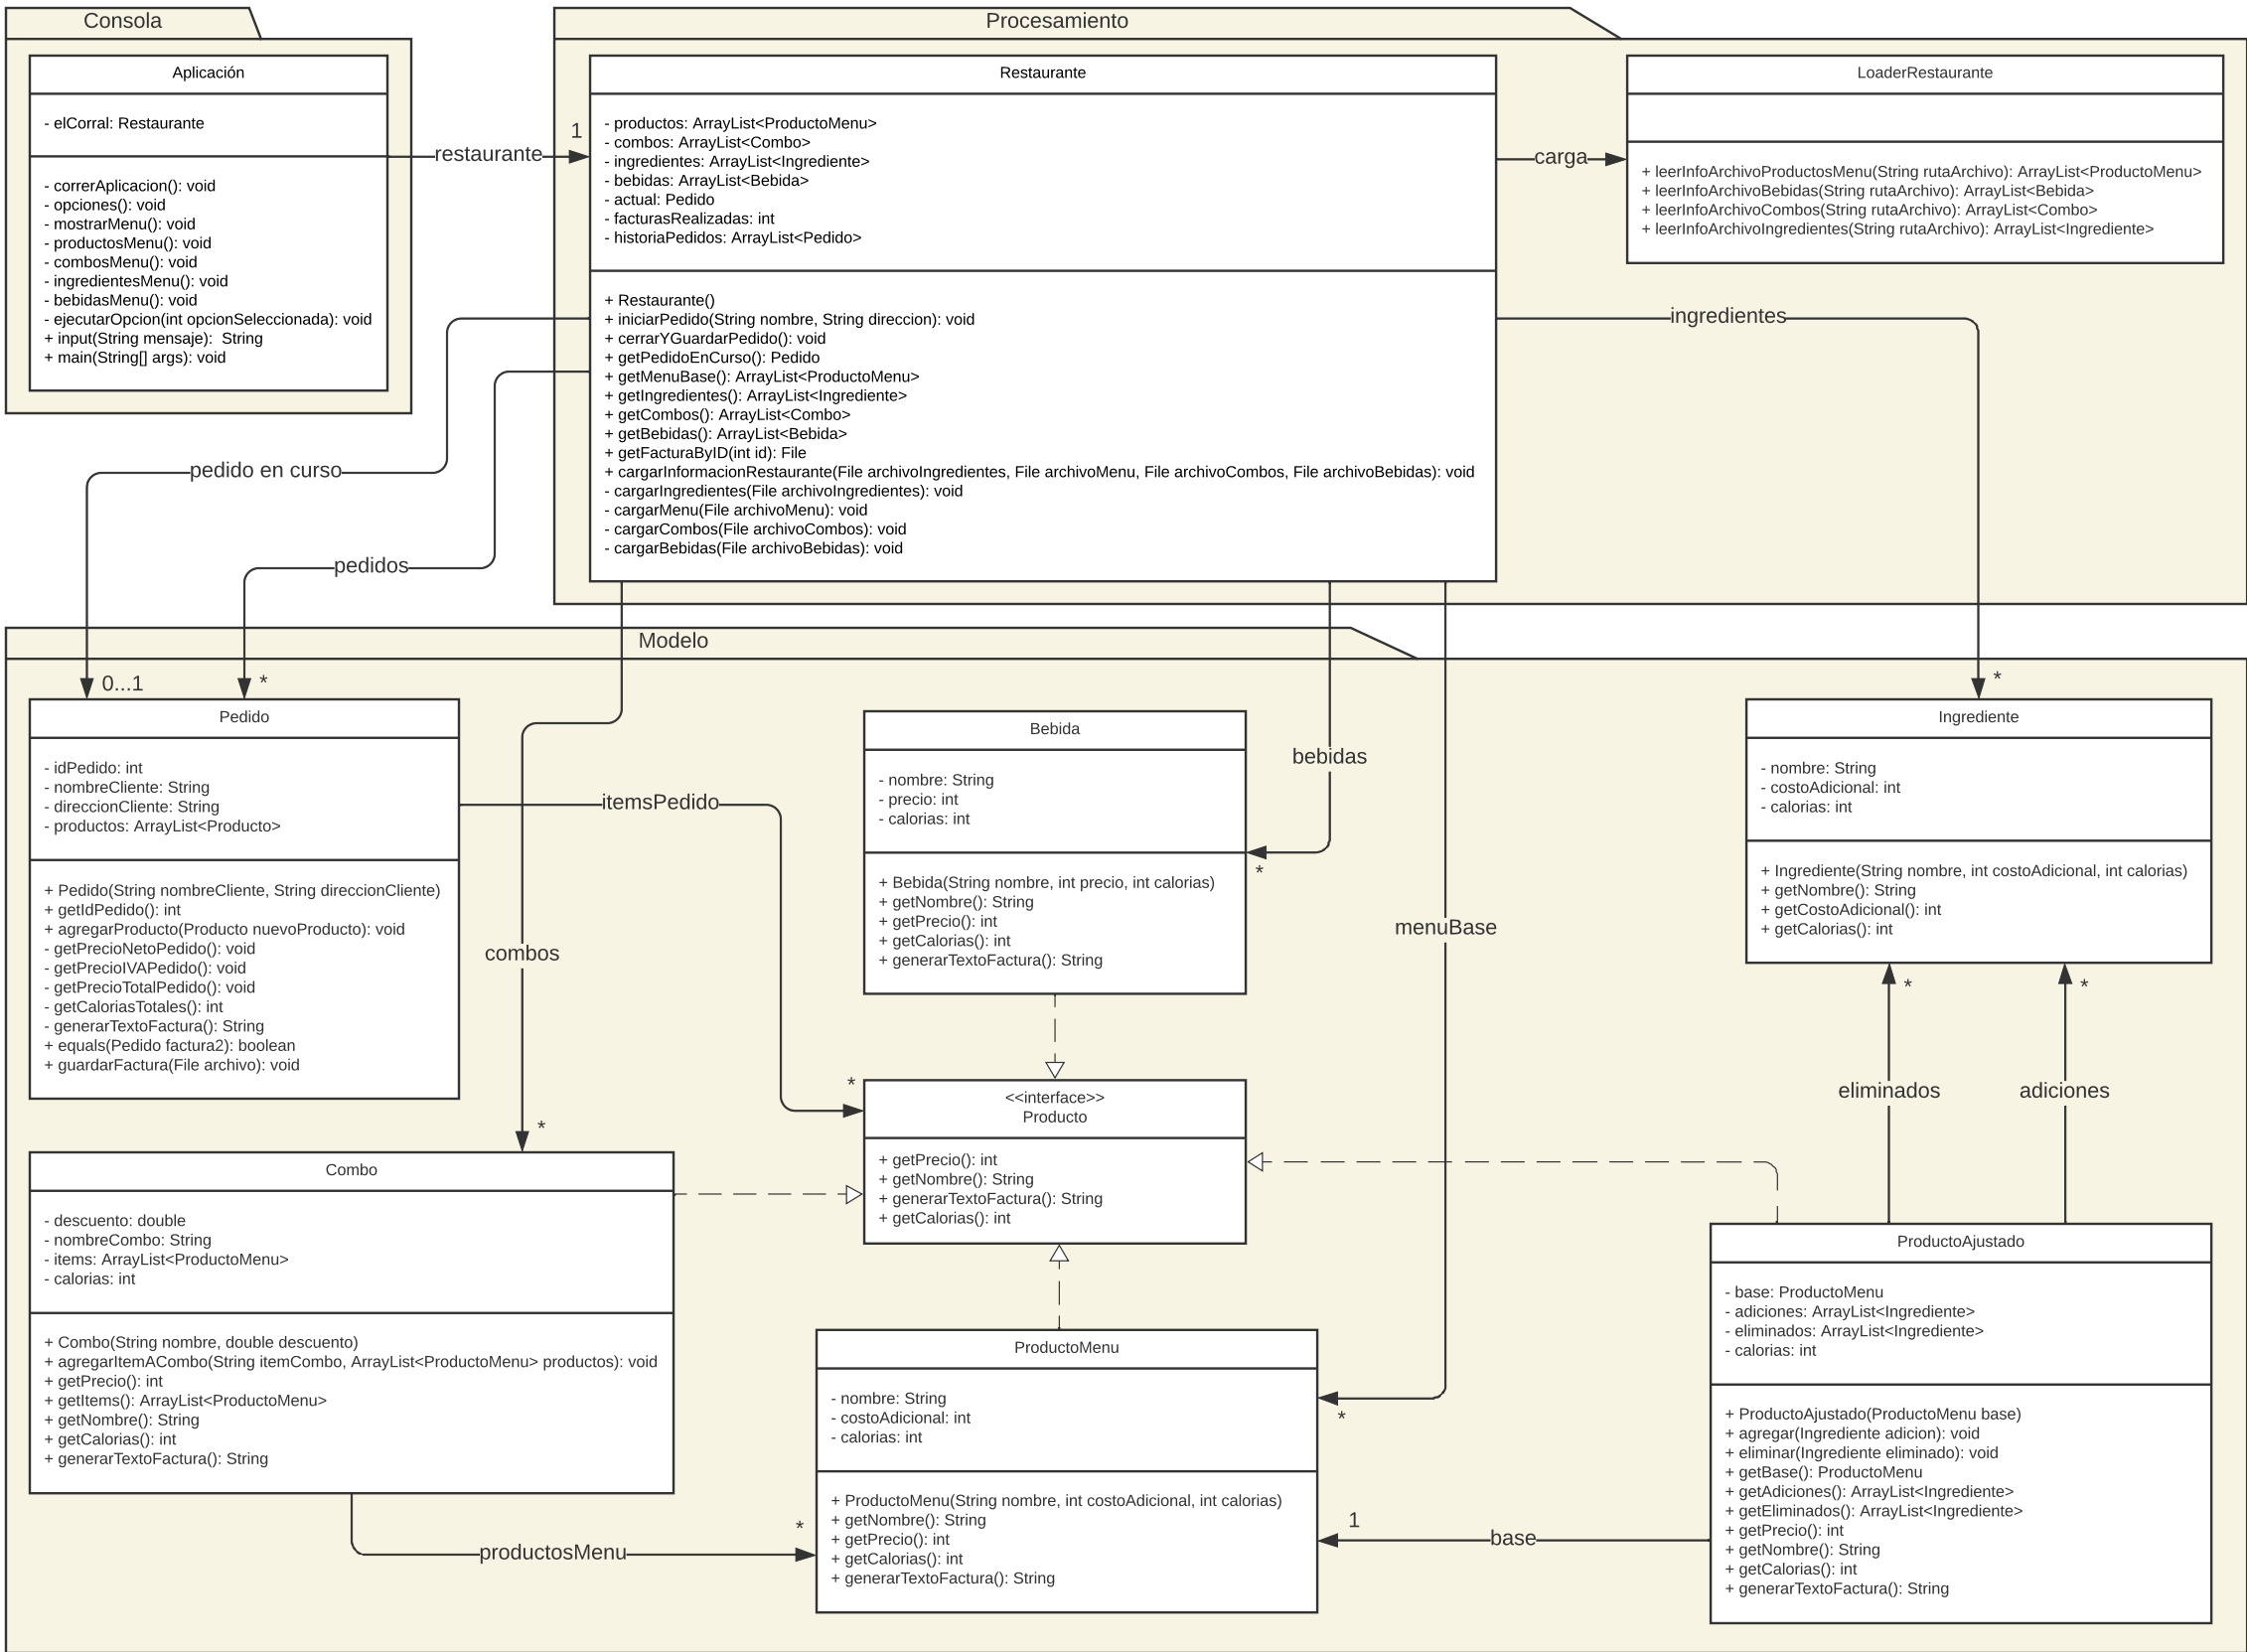 Consola
Aplicación
- elCorral: Restaurante
- correrAplicacion(): void
- opciones(): void
- mostrarMenu(): void
- productosMenu(): void
- combosMenu(): void
- ingredientesMenu(): void
- bebidasMenu(): void
- ejecutarOpcion(int opcionSeleccionada): void
+ input(String mensaje):  String
+ main(String[] args): void
restaurante
1
Procesamiento
Restaurante
- productos: ArrayList<ProductoMenu>
- combos: ArrayList<Combo>
- ingredientes: ArrayList<Ingrediente>
- bebidas: ArrayList<Bebida>
- actual: Pedido
- facturasRealizadas: int
- historiaPedidos: ArrayList<Pedido>
+ Restaurante()
+ iniciarPedido(String nombre, String direccion): void
+ cerrarYGuardarPedido(): void
+ getPedidoEnCurso(): Pedido
+ getMenuBase(): ArrayList<ProductoMenu>
+ getIngredientes(): ArrayList<Ingrediente>
+ getCombos(): ArrayList<Combo>
+ getBebidas(): ArrayList<Bebida>
+ getFacturaByID(int id): File
+ cargarInformacionRestaurante(File archivoIngredientes, File archivoMenu, File archivoCombos, File archivoBebidas): void
- cargarIngredientes(File archivoIngredientes): void
- cargarMenu(File archivoMenu): void
- cargarCombos(File archivoCombos): void
- cargarBebidas(File archivoBebidas): void
carga
LoaderRestaurante
+ leerInfoArchivoProductosMenu(String rutaArchivo): ArrayList<ProductoMenu>
+ leerInfoArchivoBebidas(String rutaArchivo): ArrayList<Bebida>
+ leerInfoArchivoCombos(String rutaArchivo): ArrayList<Combo>
+ leerInfoArchivoIngredientes(String rutaArchivo): ArrayList<Ingrediente>
ingredientes
*
pedido en curso
0...1
pedidos
*
Modelo
Pedido
- idPedido: int
- nombreCliente: String
- direccionCliente: String
- productos: ArrayList<Producto>
+ Pedido(String nombreCliente, String direccionCliente)
+ getIdPedido(): int
+ agregarProducto(Producto nuevoProducto): void
- getPrecioNetoPedido(): void
- getPrecioIVAPedido(): void
- getPrecioTotalPedido(): void
- getCaloriasTotales(): int
- generarTextoFactura(): String
+ equals(Pedido factura2): boolean
+ guardarFactura(File archivo): void
itemsPedido
*
combos
*
Bebida
- nombre: String
- precio: int
- calorias: int
+ Bebida(String nombre, int precio, int calorias)
+ getNombre(): String
+ getPrecio(): int
+ getCalorias(): int
+ generarTextoFactura(): String
bebidas
*
menuBase
*
Ingrediente
- nombre: String
- costoAdicional: int
- calorias: int
+ Ingrediente(String nombre, int costoAdicional, int calorias)
+ getNombre(): String
+ getCostoAdicional(): int
+ getCalorias(): int
*
*
eliminados
adiciones
<<interface>>
Producto
+ getPrecio(): int
+ getNombre(): String
+ generarTextoFactura(): String
+ getCalorias(): int
Combo
- descuento: double
- nombreCombo: String
- items: ArrayList<ProductoMenu>
- calorias: int
+ Combo(String nombre, double descuento)
+ agregarItemACombo(String itemCombo, ArrayList<ProductoMenu> productos): void
+ getPrecio(): int
+ getItems(): ArrayList<ProductoMenu>
+ getNombre(): String
+ getCalorias(): int
+ generarTextoFactura(): String
productosMenu
*
ProductoMenu
- nombre: String
- costoAdicional: int
- calorias: int
+ ProductoMenu(String nombre, int costoAdicional, int calorias)
+ getNombre(): String
+ getPrecio(): int
+ getCalorias(): int
+ generarTextoFactura(): String
1
base
ProductoAjustado
- base: ProductoMenu
- adiciones: ArrayList<Ingrediente>
- eliminados: ArrayList<Ingrediente>
- calorias: int
+ ProductoAjustado(ProductoMenu base)
+ agregar(Ingrediente adicion): void
+ eliminar(Ingrediente eliminado): void
+ getBase(): ProductoMenu
+ getAdiciones(): ArrayList<Ingrediente>
+ getEliminados(): ArrayList<Ingrediente>
+ getPrecio(): int
+ getNombre(): String
+ getCalorias(): int
+ generarTextoFactura(): String